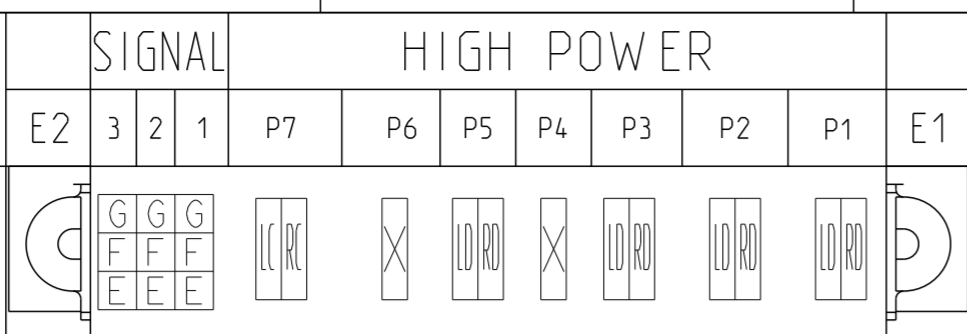 SIGNAL HIGH POWER
E2 3 2 1 P7 P6 P5 P4 P3 P2 P1 E1
G G G
F F F LC RC X LD RD X LD RD LD RD LD RD
E E E